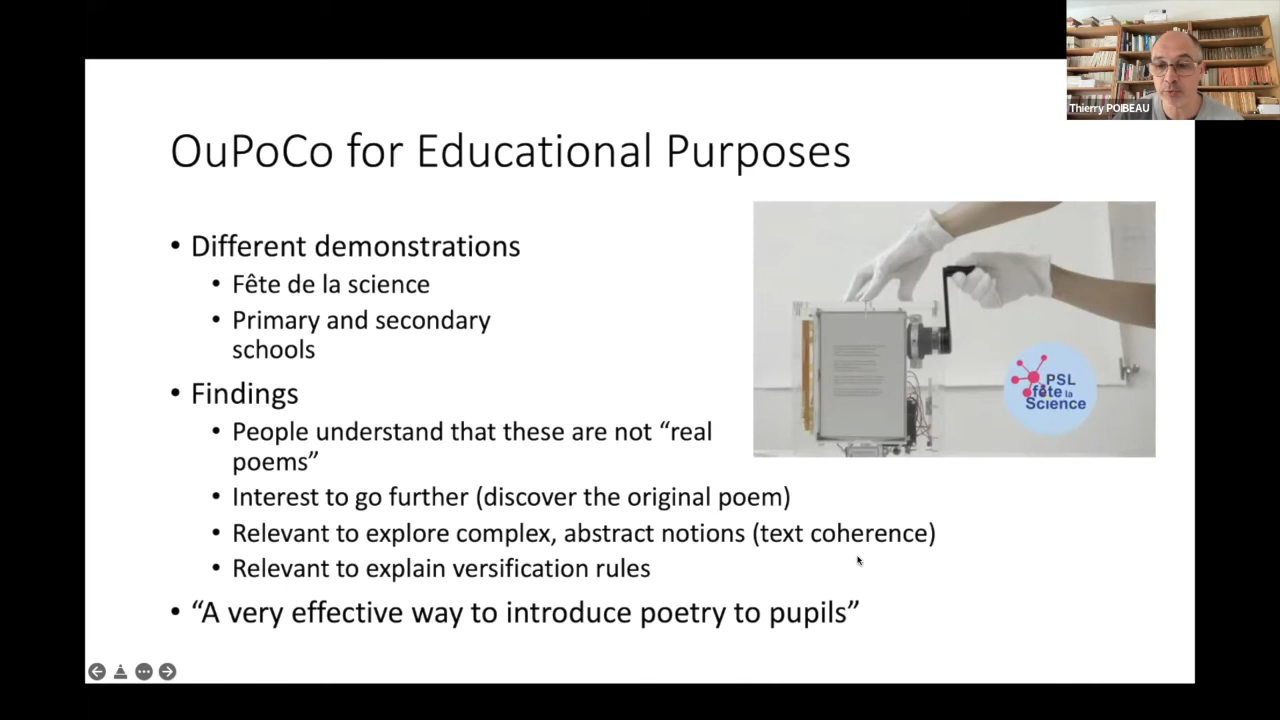 Thierry POIBEAU
OuPoCo for Educational Purposes
• Different demonstrations
• Fête de la science
• Primary and secondary
schools
• Findings
• People understand that these are not “real
poems”
• Interest to go further (discover the original poem)
• Relevant to explore complex, abstract notions (text coherence)
• Relevant to explain versification rules
• “A very effective way to introduce poetry to pupils”
PSL
fête la
Science